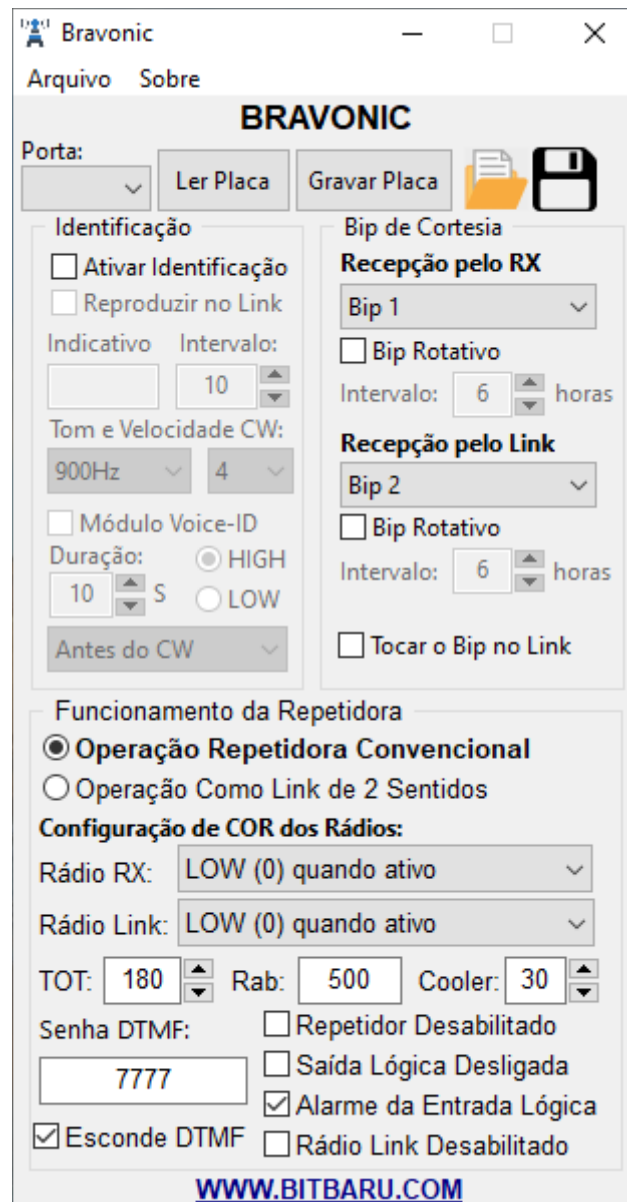 Bravonic
Arquivo Sobre
BRAVONIC
Porta:
Ler Placa Gravar Placa
Identificação
Ativar Identificação
Reproduzir no Link
Indicativo Intervalo:
10
Tom e Velocidade CW:
900Hz 4
Módulo Voice-ID
Duração: HIGH
10 S LOW
Antes do CW
Bip de Cortesia
Recepção pelo RX
Bip 1
Bip Rotativo
Intervalo: 6 horas
Recepção pelo Link
Bip 2
Bip Rotativo
Intervalo: 6 horas
Tocar o Bip no Link
Funcionamento da Repetidora
Operação Repetidora Convencional
Operação Como Link de 2 Sentidos
Configuração de COR dos Rádios:
Rádio RX: LOW (0) quando ativo
Rádio Link: LOW (0) quando ativo
TOT: 180 Rab: 500 Cooler: 30
Senha DTMF:
7777
Esconde DTMF
Repetidor Desabilitado
Saída Lógica Desligada
Alarme da Entrada Lógica
Rádio Link Desabilitado
WWW.BITBARU.COM